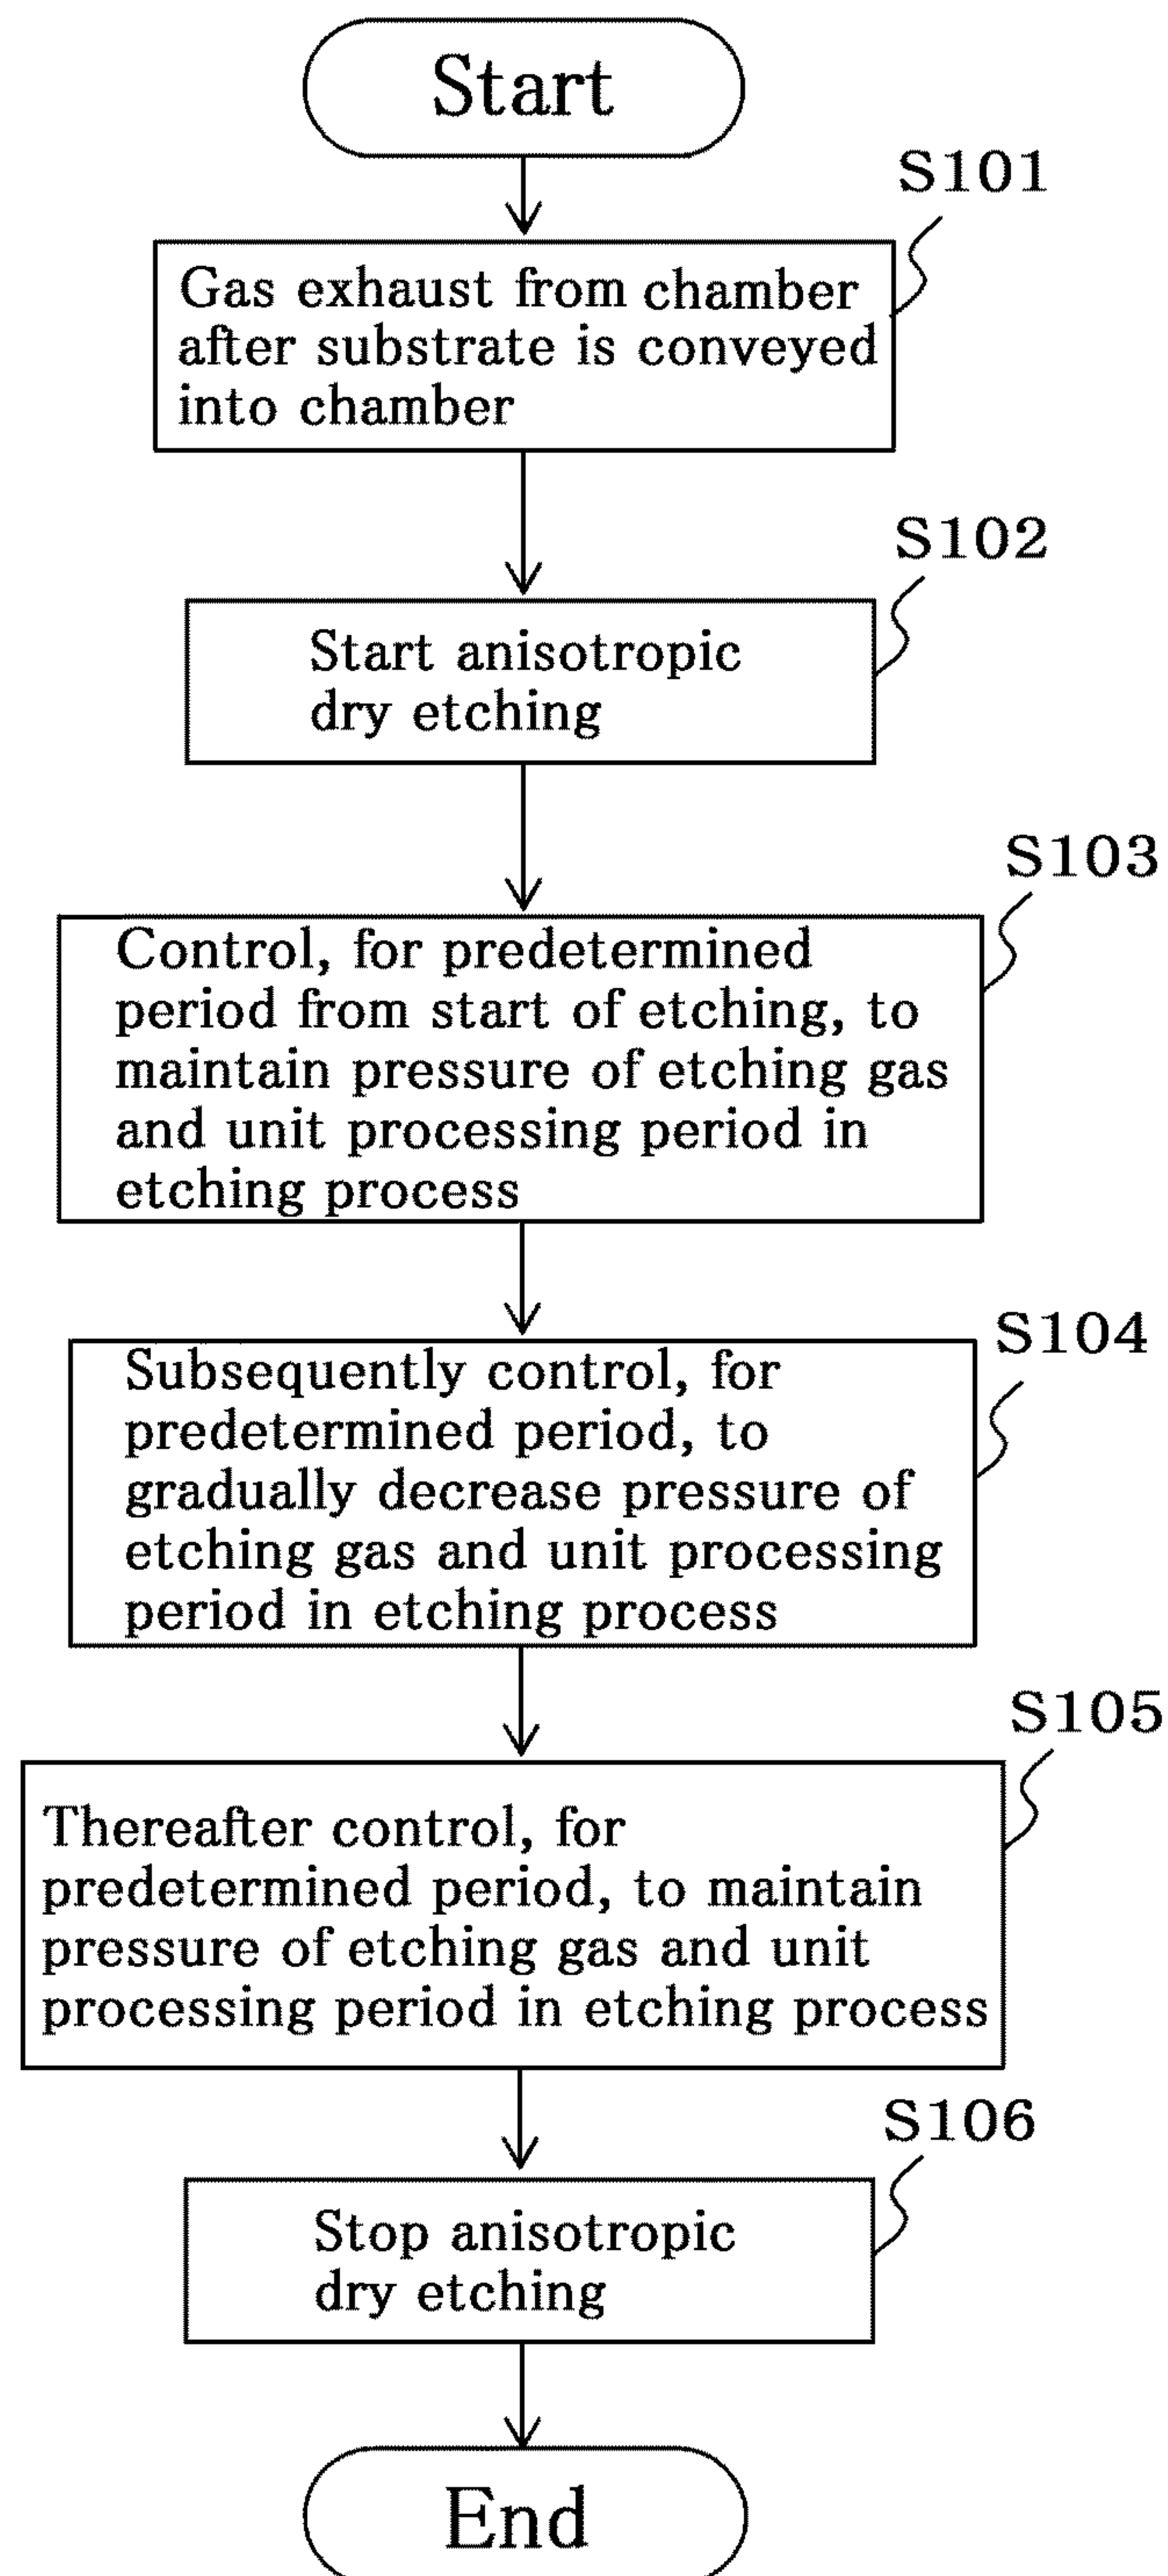 Start
S101
Gas exhaust from chamber
after substrate is conveyed
into chamber
S102
Start anisotropic
dry etching
S103
Control, for predetermined
period from start of etching, to
maintain pressure of etching gas
and unit processing period in
etching process
S104
Subsequently control, for
predetermined period, to
gradually decrease pressure of
etching gas and unit processing
period in etching process
S105
Thereafter control, for
predetermined period, to maintain
pressure of etching gas and unit
processing period in etching process
S106
Stop anisotropic
dry etching
End